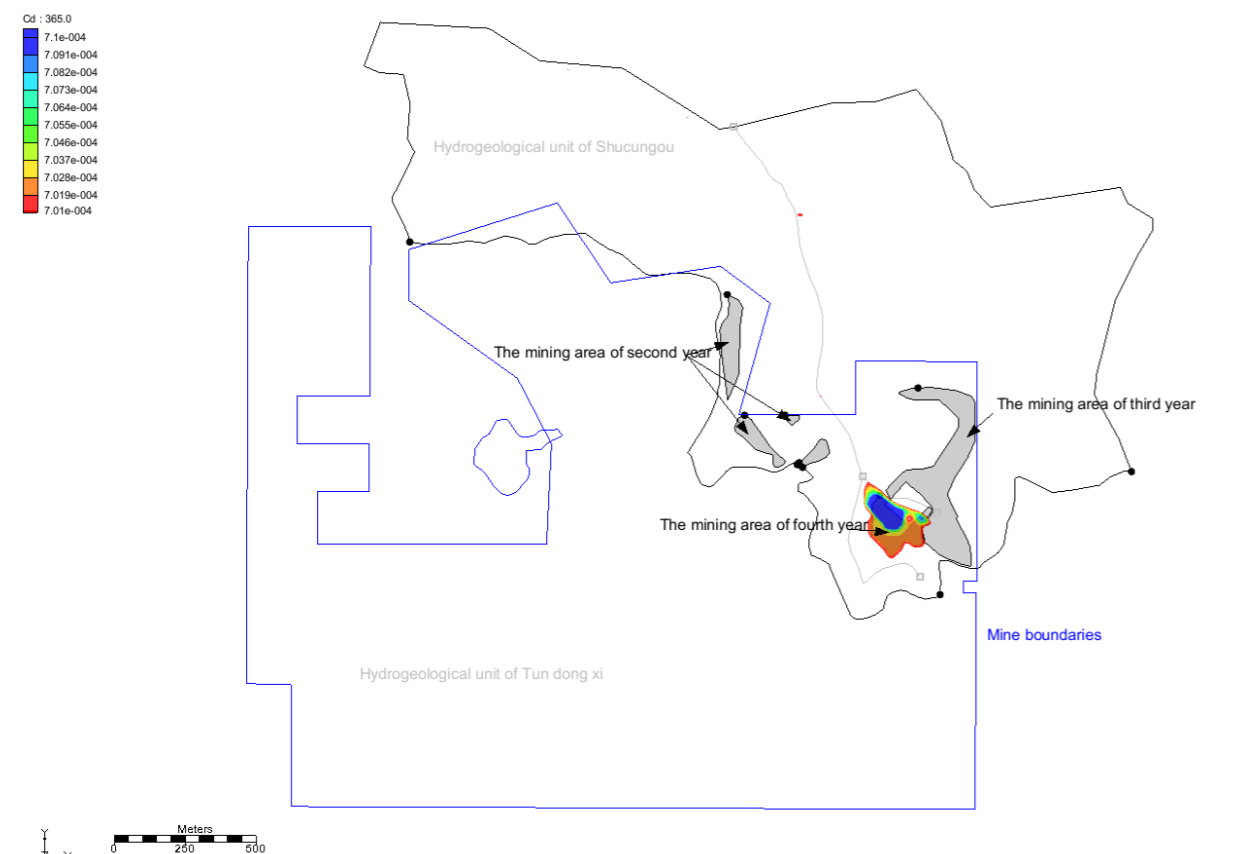 Cd : 365.0
7.1e-004
7.091e-004
7.082e-004
7.073e-004
7.064e-004
7.055e-004
7.046e-004
7.037e-004
7.028e-004
7.019e-004
7.01e-004
Hydrogeological unit of Shucungou
The mining area of second year
The mining area of third year
The mining area of fourth year
Mine boundaries
Hydrogeological unit of Tun dong xi
Meters
0 250 500
Y